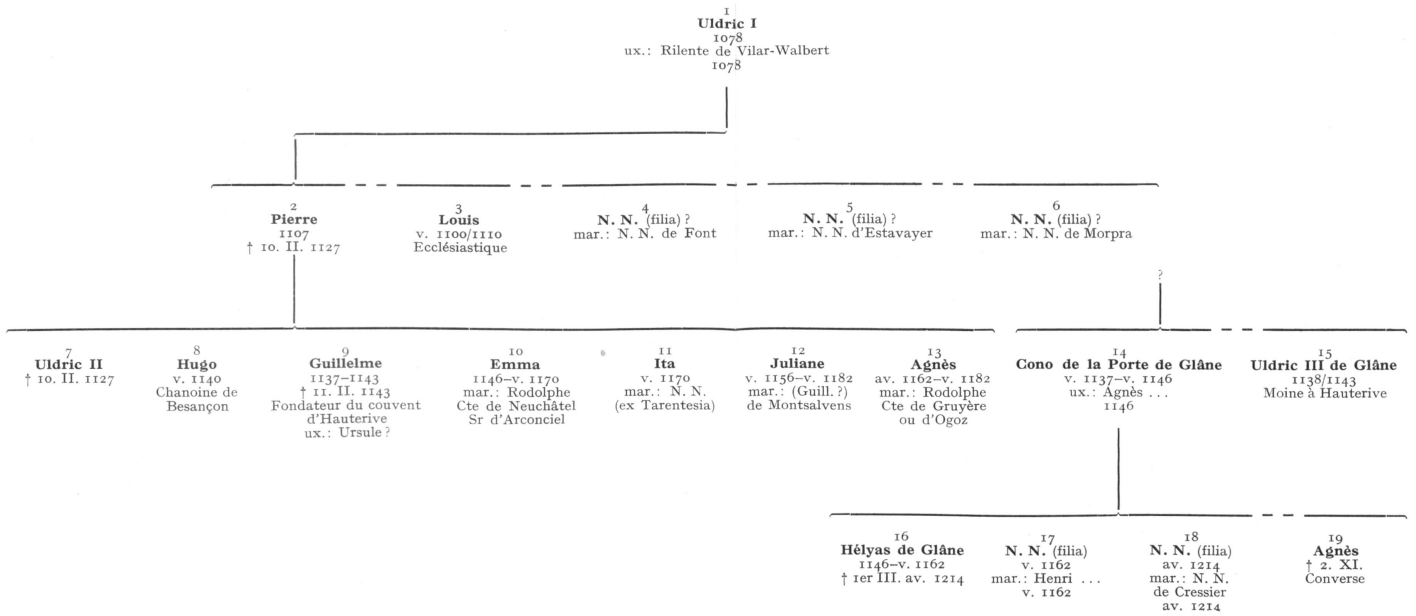 1
Uldric I
1078
ux.: Rilente de Vilar-Walbert
1078
2
Pierre
1107
† 10. II. 1127
3
Louis
v. 1100/1110
Ecclésiastique
4
N. N. (filia) ?
mar.: N. N. de Font
5
N. N. (filia) ?
mar.: N. N. d'Estavayer
6
N. N. (filia) ?
mar.: N. N. de Morpra
?
7
Uldric II
† 10. II. 1127
8
Hugo
v. 1140
Chanoine de
Besançon
9
Guillelme
1137–1143
† 11. II. 1143
Fondateur du couvent
d'Hauterive
ux.: Ursule ?
10
Emma
1146–v. 1170
mar.: Rodolphe
Cte de Neuchâtel
Sr d'Arconciel
11
Ita
v. 1170
mar.: N. N.
(ex Tarentesia)
12
Juliane
v. 1156–v. 1182
mar.: (Guill. ?)
de Montsalvens
13
Agnès
av. 1162–v. 1182
mar.: Rodolphe
Cte de Gruyère
ou d'Ogoz
14
Cono de la Porte de Glâne
v. 1137–v. 1146
ux.: Agnès ...
1146
15
Uldric III de Glâne
1138/1143
Moine à Hauterive
16
Hélyas de Glâne
1146–v. 1162
† 1er III. av. 1214
17
N. N. (filia)
v. 1162
mar.: Henri ...
v. 1162
18
N. N. (filia)
av. 1214
mar.: N. N.
de Cressier
av. 1214
19
Agnès
† 2. XI.
Converse